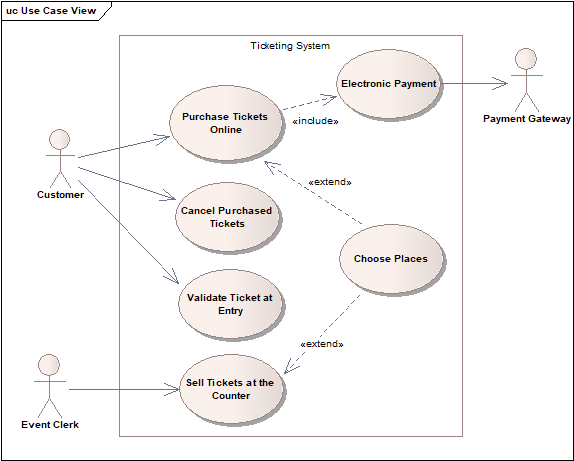 uc Use Case View
Ticketing System
Electronic Payment
Purchase Tickets
Online
«include»
Payment Gateway
Customer
«extend»
Cancel Purchased
Tickets
Choose Places
Validate Ticket at
Entry
«extend»
Sell Tickets at the
Counter
Event Clerk